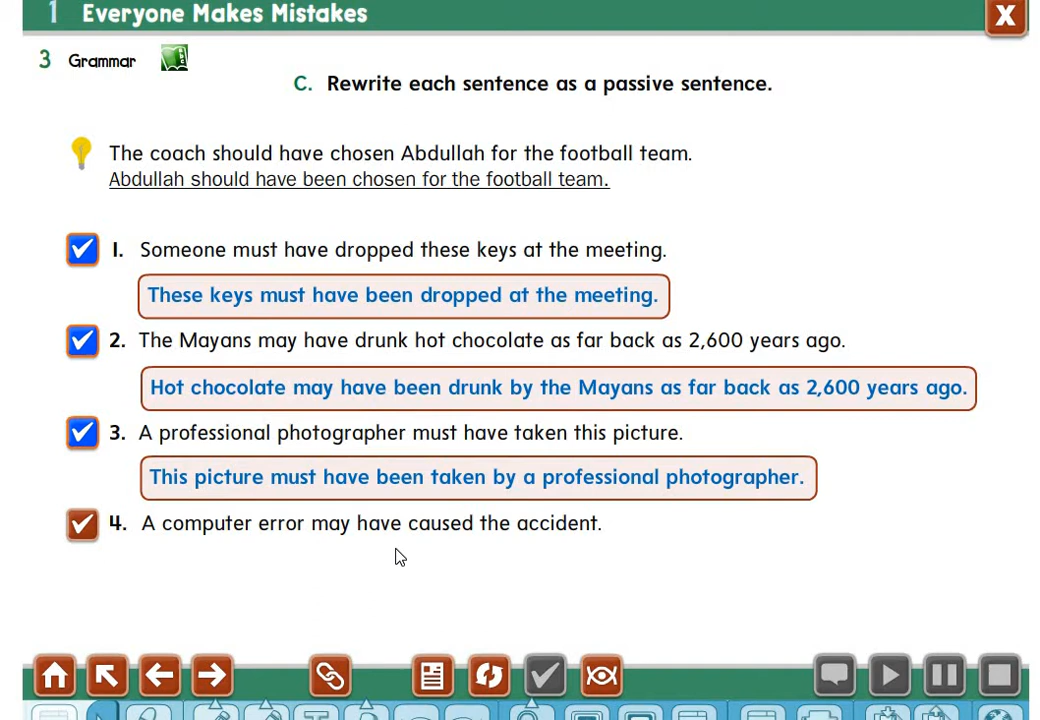 1 Everyone Makes Mistakes
X
3 Grammar
C. Rewrite each sentence as a passive sentence.
The coach should have chosen Abdullah for the football team.
Abdullah should have been chosen for the football team.
1. Someone must have dropped these keys at the meeting.
These keys must have been dropped at the meeting.
2. The Mayans may have drunk hot chocolate as far back as 2,600 years ago.
Hot chocolate may have been drunk by the Mayans as far back as 2,600 years ago.
3. A professional photographer must have taken this picture.
This picture must have been taken by a professional photographer.
4. A computer error may have caused the accident.